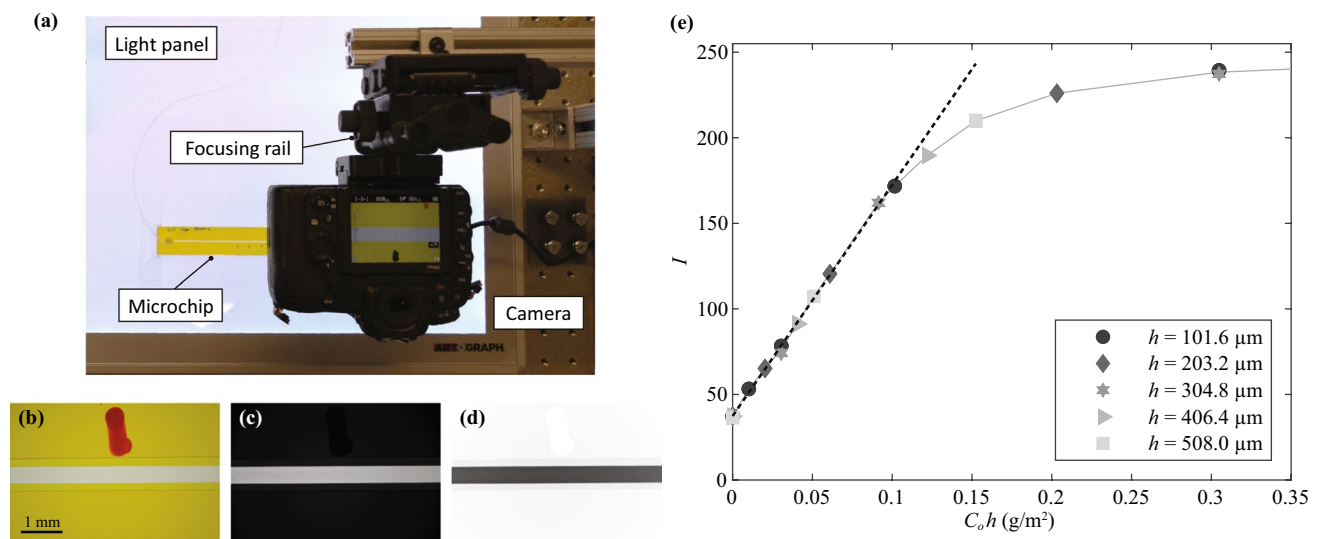 (a)
Light panel
Focusing rail
Microchip
Camera
ART GRAPH
(b)
1 mm
(c)
(d)
(e)
250
200
150
100
50
0
I
0 0.05 0.1 0.15 0.2 0.25 0.3 0.35
Cₒh (g/m²)
h = 101.6 µm
h = 203.2 µm
h = 304.8 µm
h = 406.4 µm
h = 508.0 µm